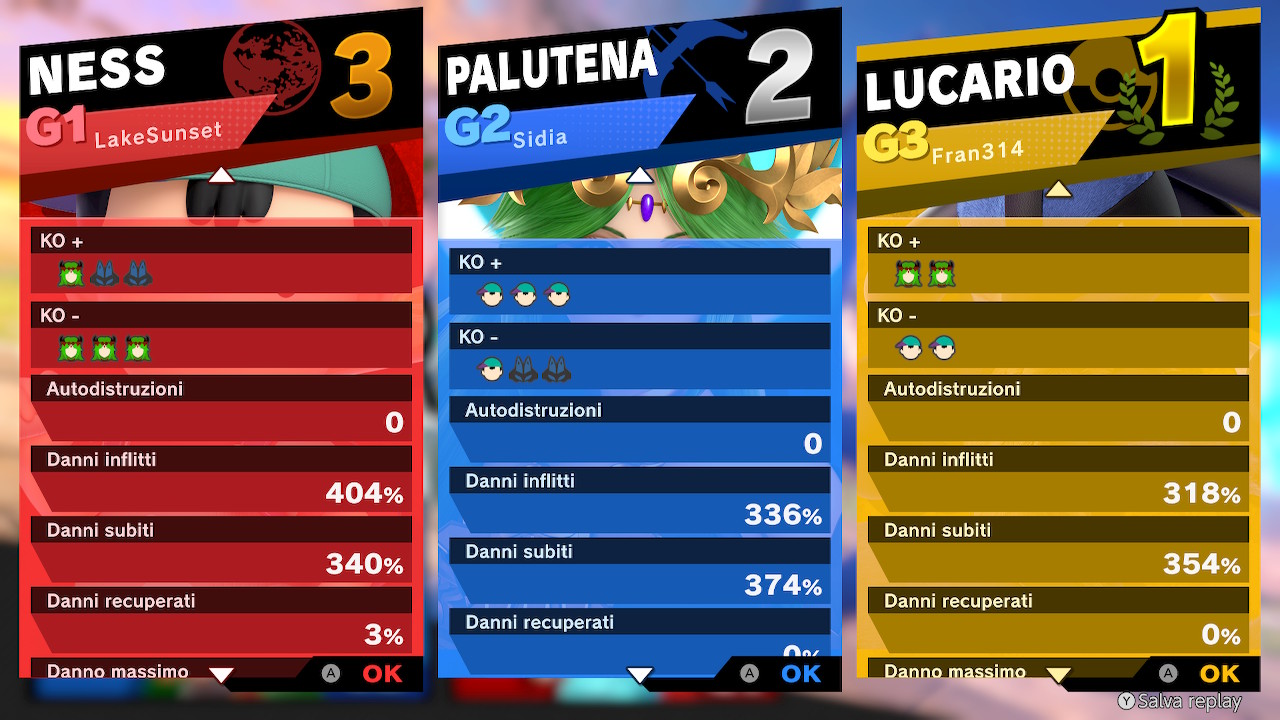 NESS
3
G1 LakeSunset
KO +
KO -
Autodistruzioni
0
Danni inflitti
404%
Danni subiti
340%
Danni recuperati
3%
Danno massimo
A OK
PALUTENA
2
G2 Sidia
KO +
KO -
Autodistruzioni
0
Danni inflitti
336%
Danni subiti
374%
Danni recuperati
0%
A OK
LUCARIO
1
G3 Fran314
KO +
KO -
Autodistruzioni
0
Danni inflitti
318%
Danni subiti
354%
Danni recuperati
0%
Danno massimo
A OK
Y Salva replay